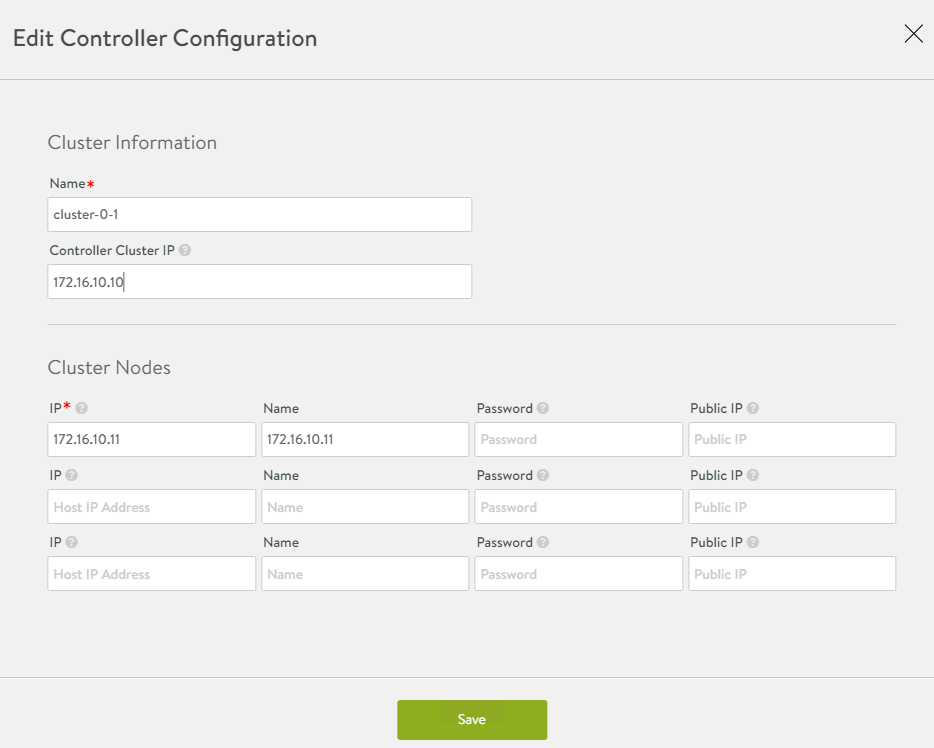 Edit Controller Configuration
Cluster Information
Name*
cluster-0-1
Controller Cluster IP ?
172.16.10.10
Cluster Nodes
IP* ? Name Password ? Public IP ?
172.16.10.11 172.16.10.11 Password Public IP
IP ? Name Password ? Public IP ?
Host IP Address Name Password Public IP
IP ? Name Password ? Public IP ?
Host IP Address Name Password Public IP
Save